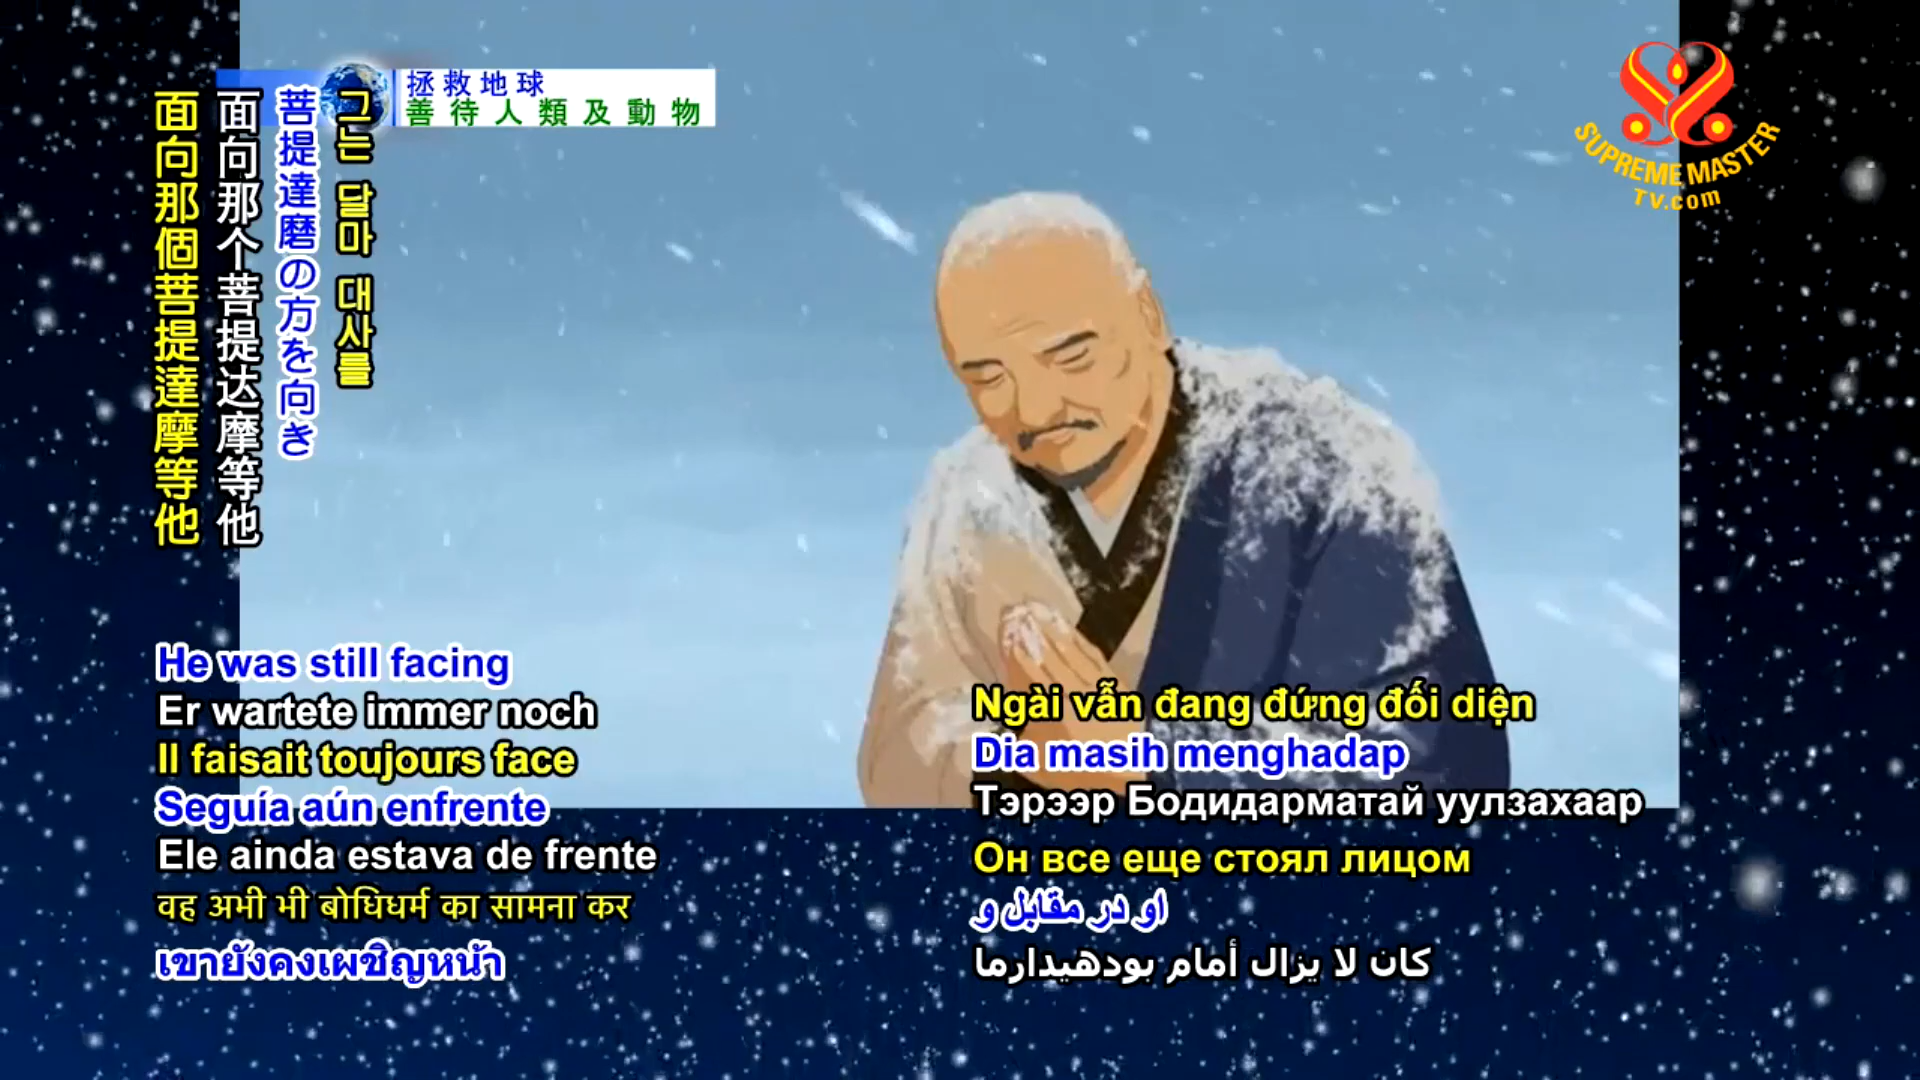 拯救地球
善待人類及動物
SUPREME MASTER
TV.com
그는 달마 대사를
菩提達磨の方を向き
面向那个菩提达摩等他
面向那個菩提達摩等他
He was still facing
Er wartete immer noch
Il faisait toujours face
Seguía aún enfrente
Ele ainda estava de frente
वह अभी भी बोधिधर्म का सामना कर
เขายังคงเผชิญหน้า
Ngài vẫn đang đứng đối diện
Dia masih menghadap
Тэрээр Бодидарматай уулзахаар
Он все еще стоял лицом
او در مقابل و
كان لا يزال أمام بودهيدارما